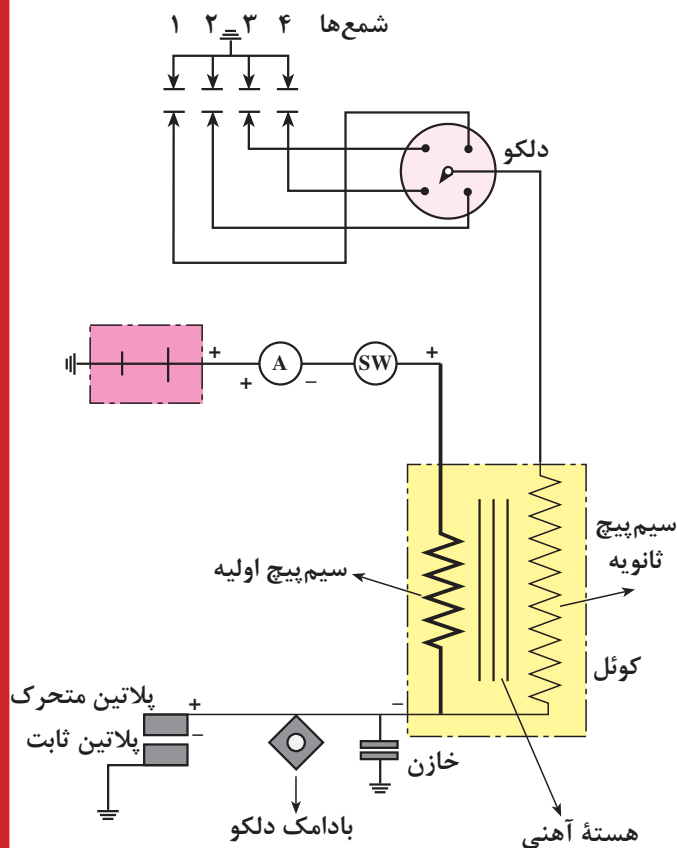 ۱ ۲ ۳ ۴ شمع‌ها
دلکو
+
+
A
−
SW
+
سیم‌پیچ
ثانویه
سیم‌پیچ اولیه
کوئل
پلاتین متحرک
+
−
−
پلاتین ثابت
خازن
بادامک دلکو
هستهٔ آهنی